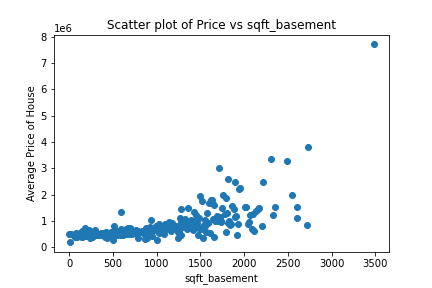 Scatter plot of Price vs sqft_basement
1e6
8
7
6
5
4
3
2
1
0
Average Price of House
0 500 1000 1500 2000 2500 3000 3500
sqft_basement